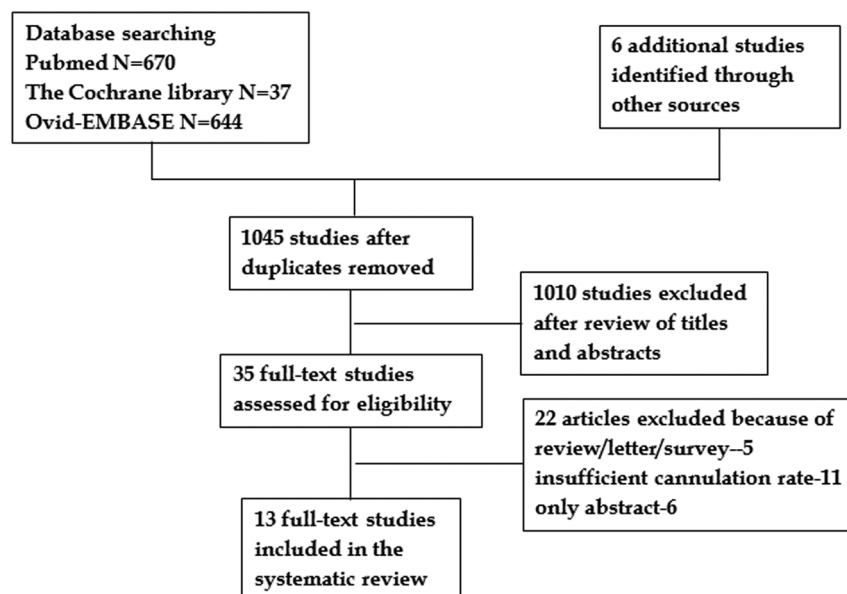 Database searching
Pubmed N=670
The Cochrane library N=37
Ovid-EMBASE N=644
6 additional studies
identified through
other sources
1045 studies after
duplicates removed
1010 studies excluded
after review of titles
and abstracts
35 full-text studies
assessed for eligibility
22 articles excluded because of
review/letter/survey--5
insufficient cannulation rate-11
only abstract-6
13 full-text studies
included in the
systematic review